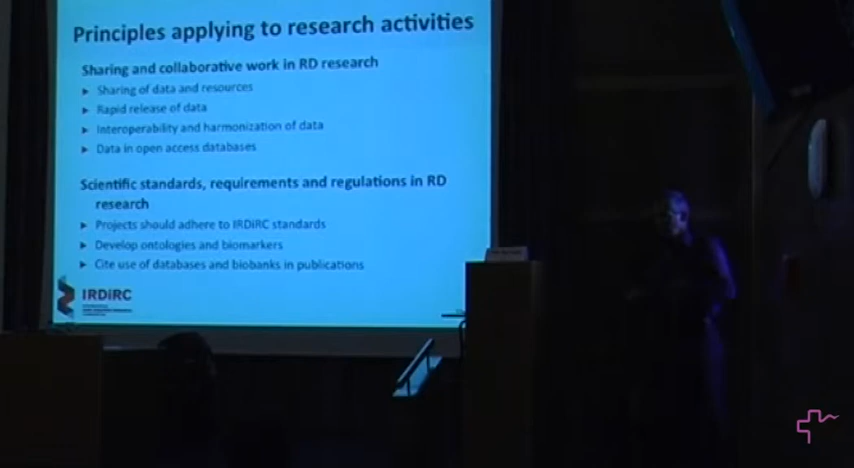 Principles applying to research activities
Sharing and collaborative work in RD research
Sharing of data and resources
Rapid release of data
Interoperability and harmonization of data
Data in open access databases
Scientific standards, requirements and regulations in RD
research
Projects should adhere to IRDiRC standards
Develop ontologies and biomarkers
Cite use of databases and biobanks in publications
IRDiRC